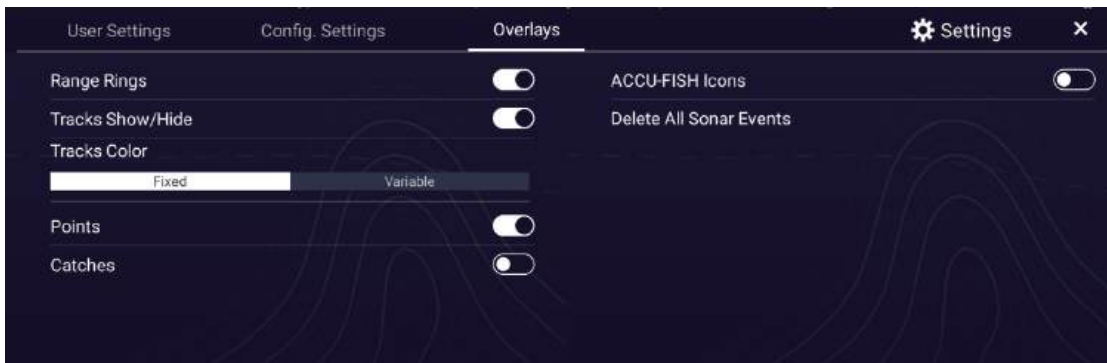 User Settings
Config. Settings
Overlays
Settings
Range Rings
Tracks Show/Hide
Tracks Color
Fixed
Variable
Points
Catches
ACCU-FISH Icons
Delete All Sonar Events